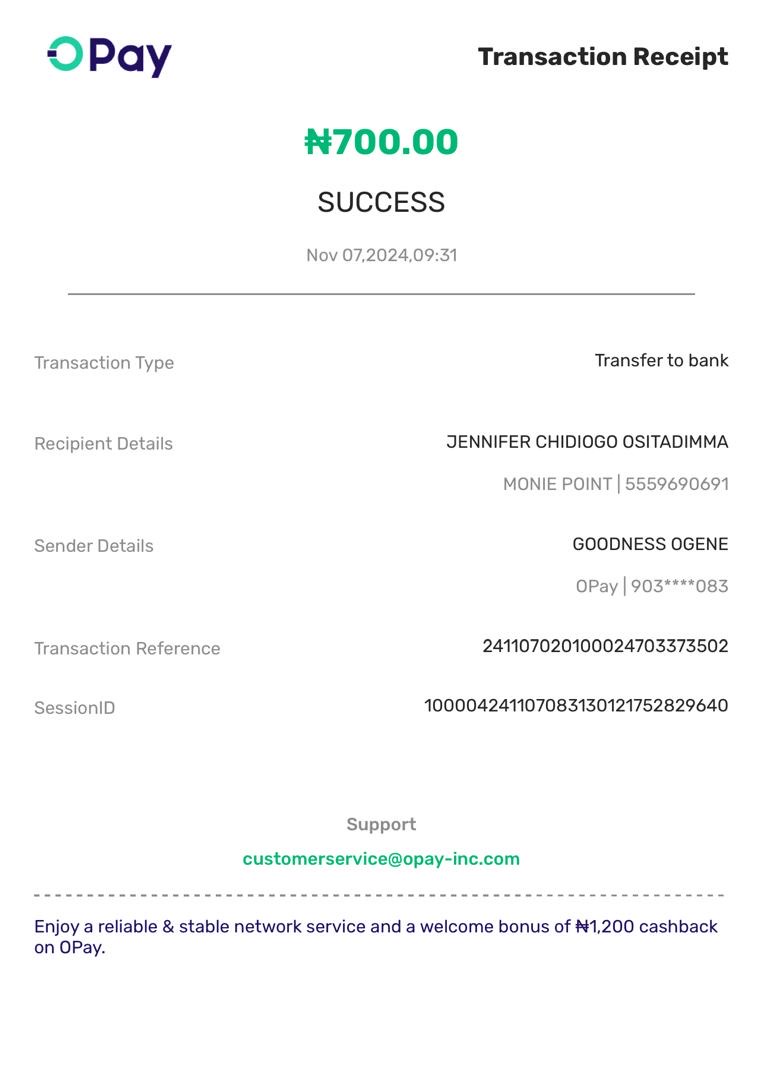 OPay
Transaction Receipt
₦700.00
SUCCESS
Nov 07,2024,09:31
Transaction Type
Transfer to bank
Recipient Details
JENNIFER CHIDIOGO OSITADIMMA
MONIE POINT | 5559690691
Sender Details
GOODNESS OGENE
OPay | 903****083
Transaction Reference
241107020100024703373502
SessionID
100004241107083130121752829640
Support
customerservice@opay-inc.com
Enjoy a reliable & stable network service and a welcome bonus of ₦1,200 cashback
on OPay.